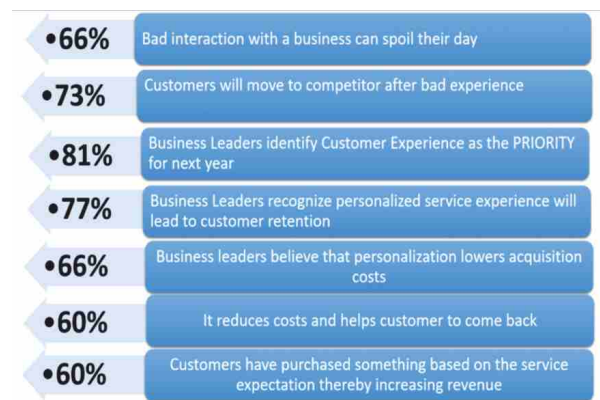 •66%
Bad interaction with a business can spoil their day
•73%
Customers will move to competitor after bad experience
•81%
Business Leaders identify Customer Experience as the PRIORITY
for next year
•77%
Business Leaders recognize personalized service experience will
lead to customer retention
•66%
Business leaders believe that personalization lowers acquisition
costs
•60%
It reduces costs and helps customer to come back
•60%
Customers have purchased something based on the service
expectation thereby increasing revenue